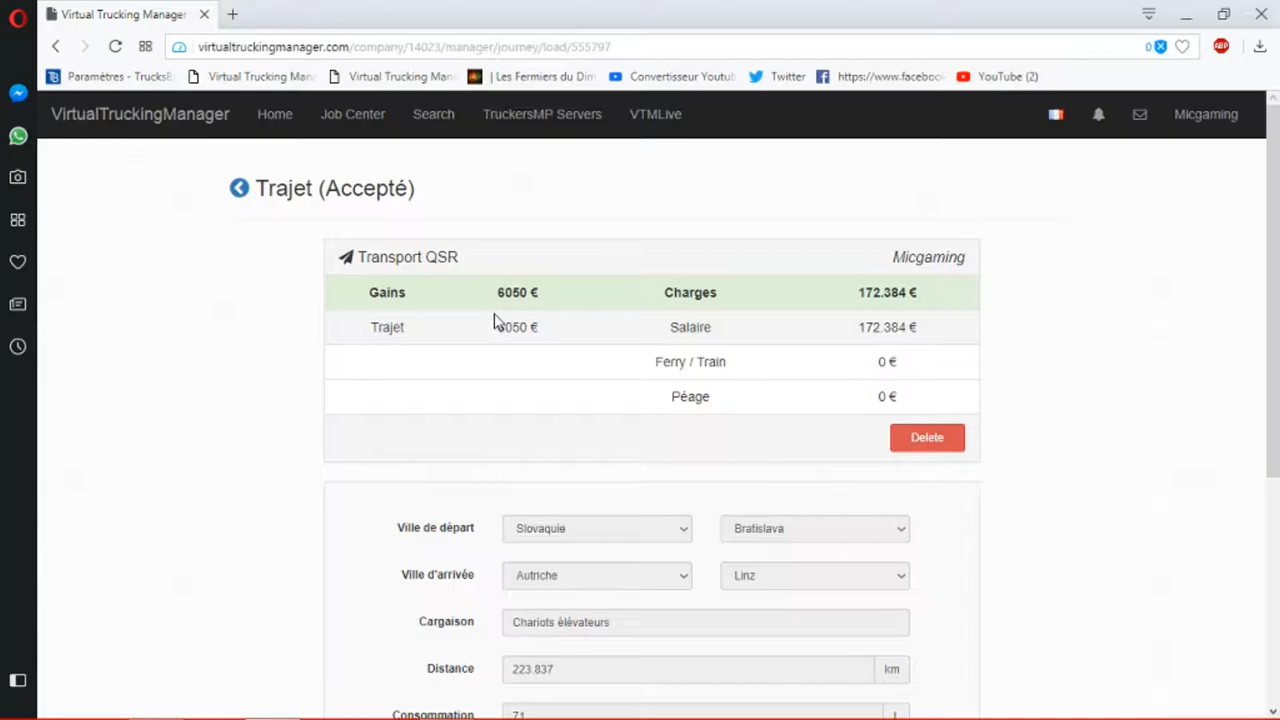 Virtual Trucking Manager
virtualtruckingmanager.com/company/14023/manager/journey/load/555797
0
ABP
Paramètres - TrucksB
Virtual Trucking Man
Virtual Trucking Man
| Les Fermiers du Dim
Convertisseur Youtub
Twitter
https://www.faceboo
YouTube (2)
VirtualTruckingManager
Home
Job Center
Search
TruckersMP Servers
VTMLive
Micgaming
Trajet (Accepté)
Transport QSR
Micgaming
Gains 6050 € Charges 172.384 €
Trajet 6050 € Salaire 172.384 €
Ferry / Train 0 €
Péage 0 €
Delete
Ville de départ Slovaquie Bratislava
Ville d'arrivée Autriche Linz
Cargaison Chariots élévateurs
Distance 223.837 km
Consommation 71 l